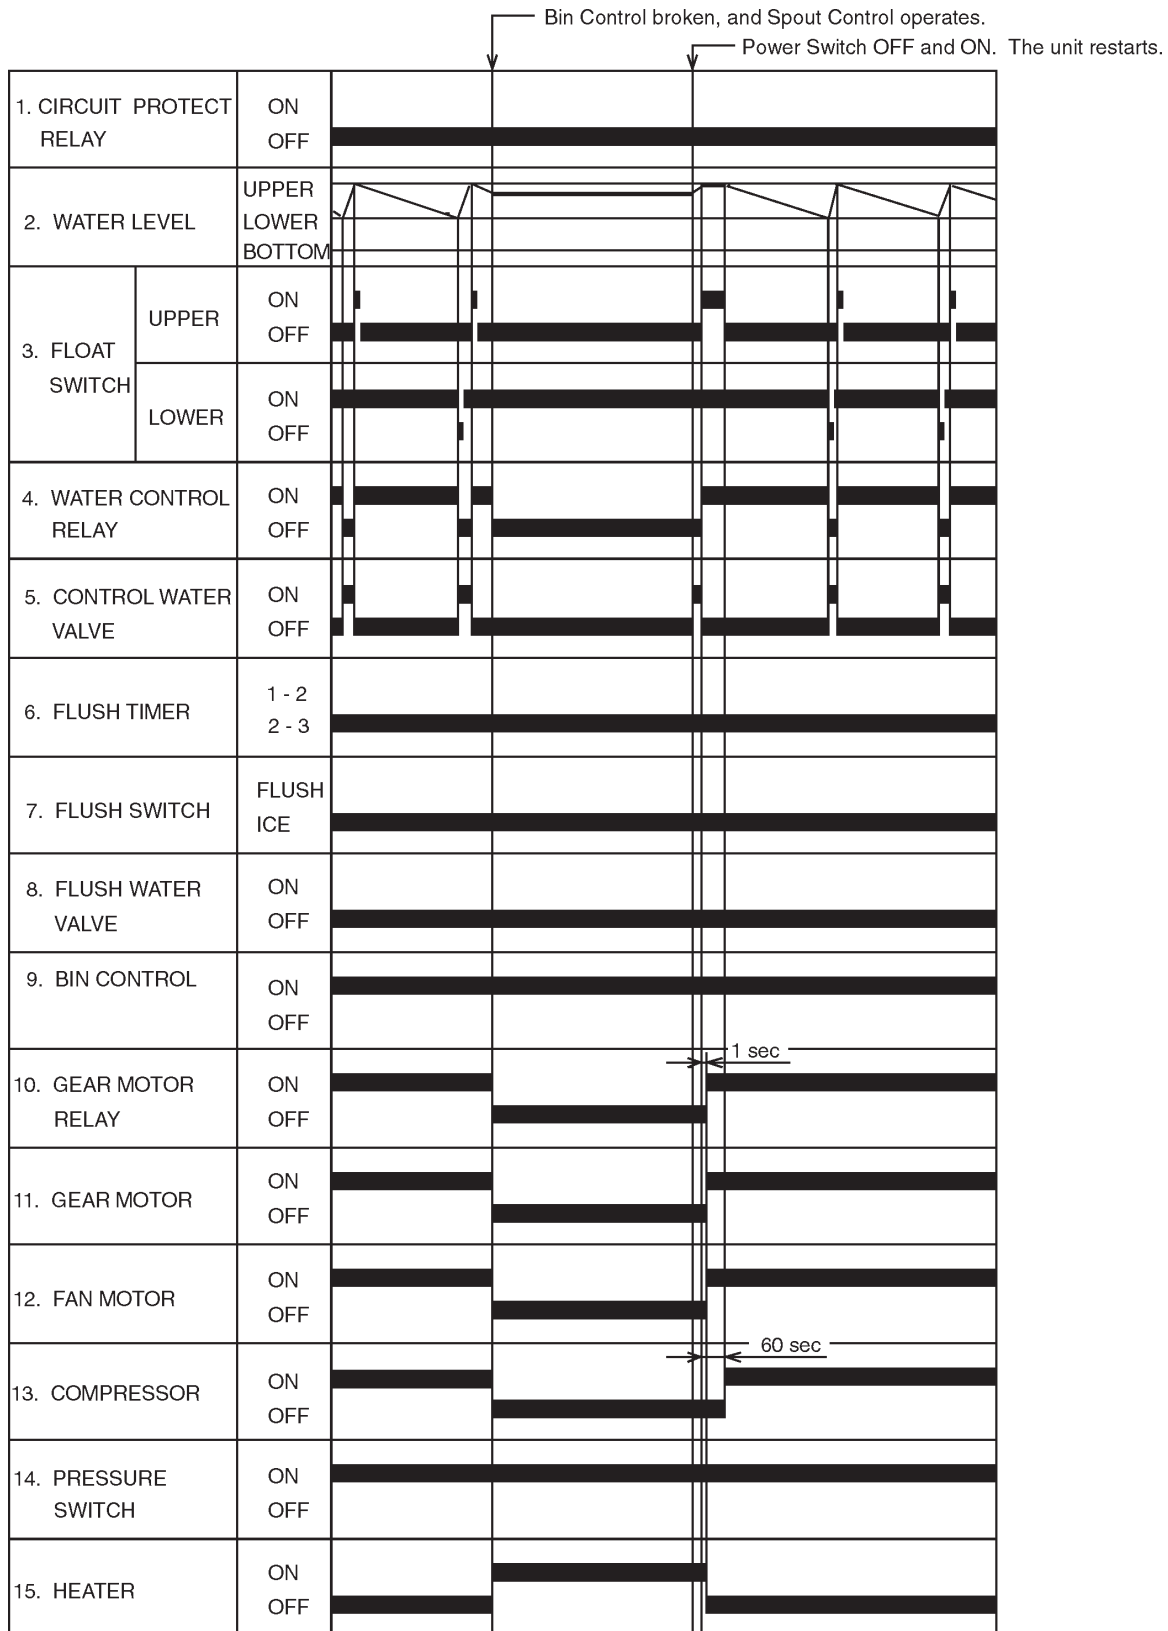 Bin Control broken, and Spout Control operates.
Power Switch OFF and ON. The unit restarts.
1. CIRCUIT PROTECT
RELAY
ON
OFF
2. WATER LEVEL
UPPER
LOWER
BOTTOM
3. FLOAT
SWITCH
UPPER
ON
OFF
LOWER
ON
OFF
4. WATER CONTROL
RELAY
ON
OFF
5. CONTROL WATER
VALVE
ON
OFF
6. FLUSH TIMER
1 - 2
2 - 3
7. FLUSH SWITCH
FLUSH
ICE
8. FLUSH WATER
VALVE
ON
OFF
9. BIN CONTROL
ON
OFF
1 sec
10. GEAR MOTOR
RELAY
ON
OFF
11. GEAR MOTOR
ON
OFF
12. FAN MOTOR
ON
OFF
60 sec
13. COMPRESSOR
ON
OFF
14. PRESSURE
SWITCH
ON
OFF
15. HEATER
ON
OFF